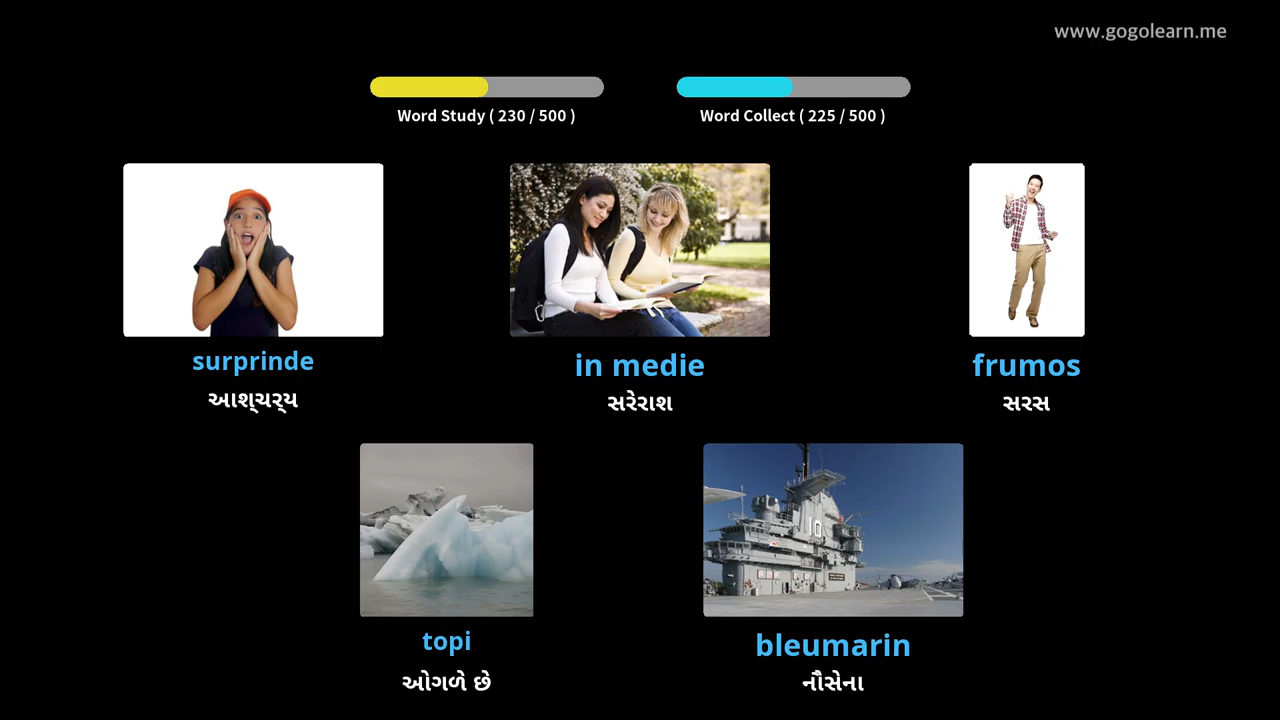 www.gogolearn.me
Word Study ( 230 / 500 )
Word Collect ( 225 / 500 )
surprinde
આશ્ચર્ય
in medie
સરેરાશ
frumos
સરસ
topi
ઓગળે છે
bleumarin
નૌસેના
10